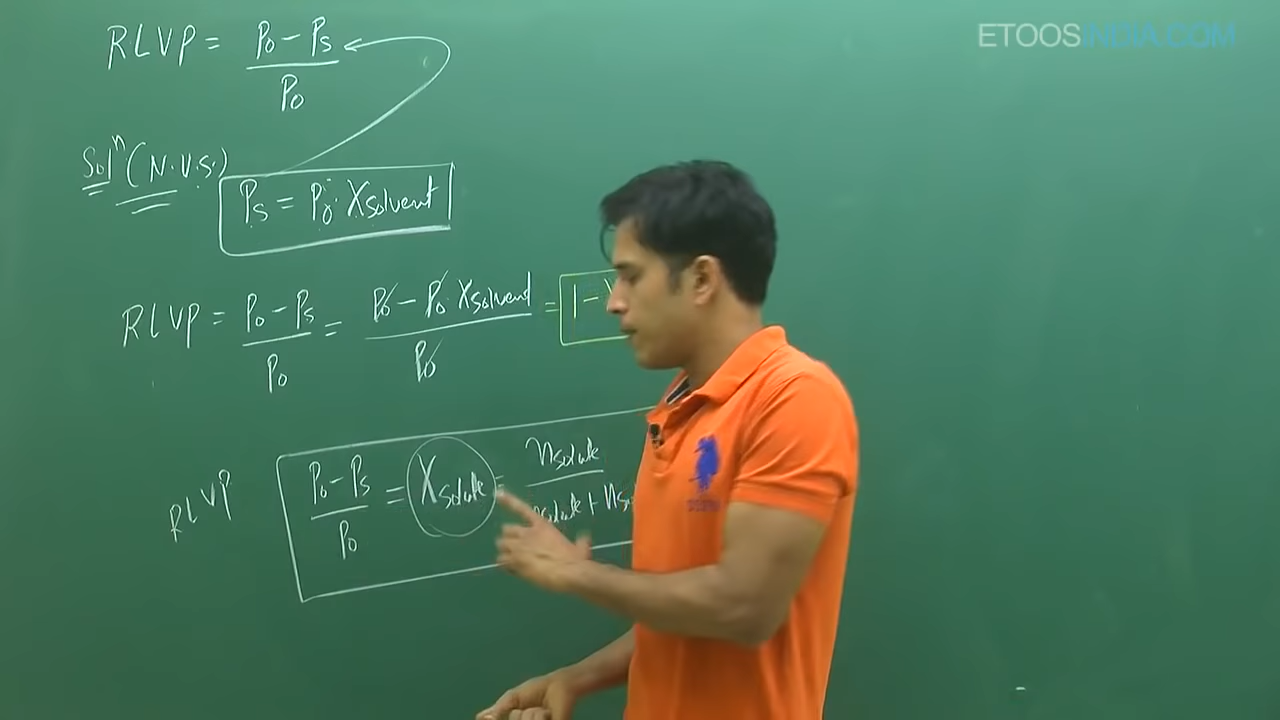 ETOOSINDIA.COM
RLVP = P₀ - Pₛ / P₀
Solⁿ (N.V.S.)
Pₛ = P₀ · Xsolvent
RLVP = P₀ - Pₛ / P₀ = P₀ - P₀ · Xsolvent / P₀ = 1 -
RLVP P₀ - Pₛ / P₀ = Xsolute = nsolute / nsolute +